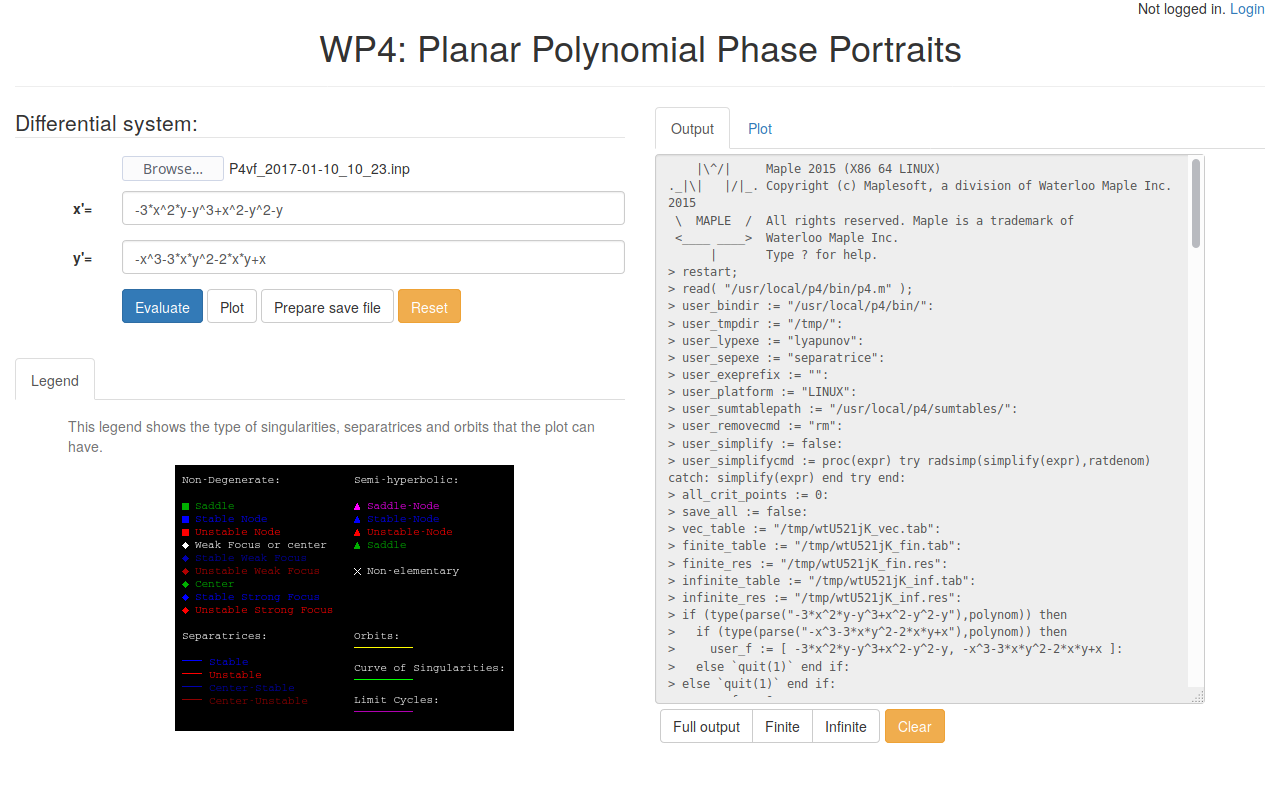 Not logged in. Login
WP4: Planar Polynomial Phase Portraits
Differential system:
Browse... P4vf_2017-01-10_10_23.inp
x'= -3*x^2*y-y^3+x^2-y^2-y
y'= -x^3-3*x*y^2-2*x*y+x
Evaluate Plot Prepare save file Reset
Legend
This legend shows the type of singularities, separatrices and orbits that the plot can
have.
Non-Degenerate: Semi-hyperbolic:
Saddle Saddle-Node
Stable Node Stable-Node
Unstable Node Unstable-Node
Weak Focus or center Saddle
Stable Weak Focus
Unstable Weak Focus Non-elementary
Center
Stable Strong Focus
Unstable Strong Focus
Separatrices: Orbits:
Stable
Unstable Curve of Singularities:
Center-Stable
Center-Unstable Limit Cycles:
Output Plot
|\^/| Maple 2015 (X86 64 LINUX)
._|\| |/|_. Copyright (c) Maplesoft, a division of Waterloo Maple Inc.
2015
\ MAPLE / All rights reserved. Maple is a trademark of
<____ ____> Waterloo Maple Inc.
| Type ? for help.
> restart;
> read( "/usr/local/p4/bin/p4.m" );
> user_bindir := "/usr/local/p4/bin/":
> user_tmpdir := "/tmp/":
> user_lypexe := "lyapunov":
> user_sepexe := "separatrice":
> user_exeprefix := "":
> user_platform := "LINUX":
> user_sumtablepath := "/usr/local/p4/sumtables/":
> user_removecmd := "rm":
> user_simplify := false:
> user_simplifycmd := proc(expr) try radsimp(simplify(expr),ratdenom)
catch: simplify(expr) end try end:
> all_crit_points := 0:
> save_all := false:
> vec_table := "/tmp/wtU521jK_vec.tab":
> finite_table := "/tmp/wtU521jK_fin.tab":
> finite_res := "/tmp/wtU521jK_fin.res":
> infinite_table := "/tmp/wtU521jK_inf.tab":
> infinite_res := "/tmp/wtU521jK_inf.res":
> if (type(parse("-3*x^2*y-y^3+x^2-y^2-y"),polynom)) then
> if (type(parse("-x^3-3*x*y^2-2*x*y+x"),polynom)) then
> user_f := [ -3*x^2*y-y^3+x^2-y^2-y, -x^3-3*x*y^2-2*x*y+x ]:
> else `quit(1)` end if:
> else `quit(1)` end if:
Full output Finite Infinite Clear